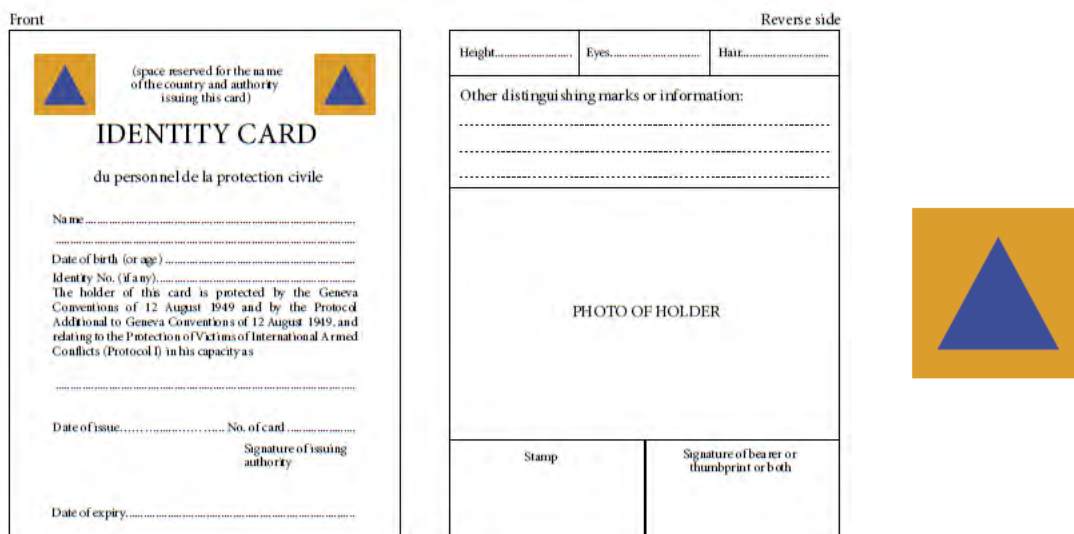 Front
(space reserved for the name
of the country and authority
issuing this card)
IDENTITY CARD
du personnel de la protection civile
Name
Date of birth (or age)
Identity No. (if any)
The holder of this card is protected by the Geneva
Conventions of 12 August 1949 and by the Protocol
Additional to Geneva Conventions of 12 August 1949, and
relating to the Protection of Victims of International Armed
Conflicts (Protocol I) in his capacity as
Date of issue........................ No. of card ....................
Signature of issuing
authority
Date of expiry
Reverse side
Height........................ Eyes........................ Hair........................
Other distinguishing marks or information:
PHOTO OF HOLDER
Stamp
Signature of bearer or
thumbprint or both